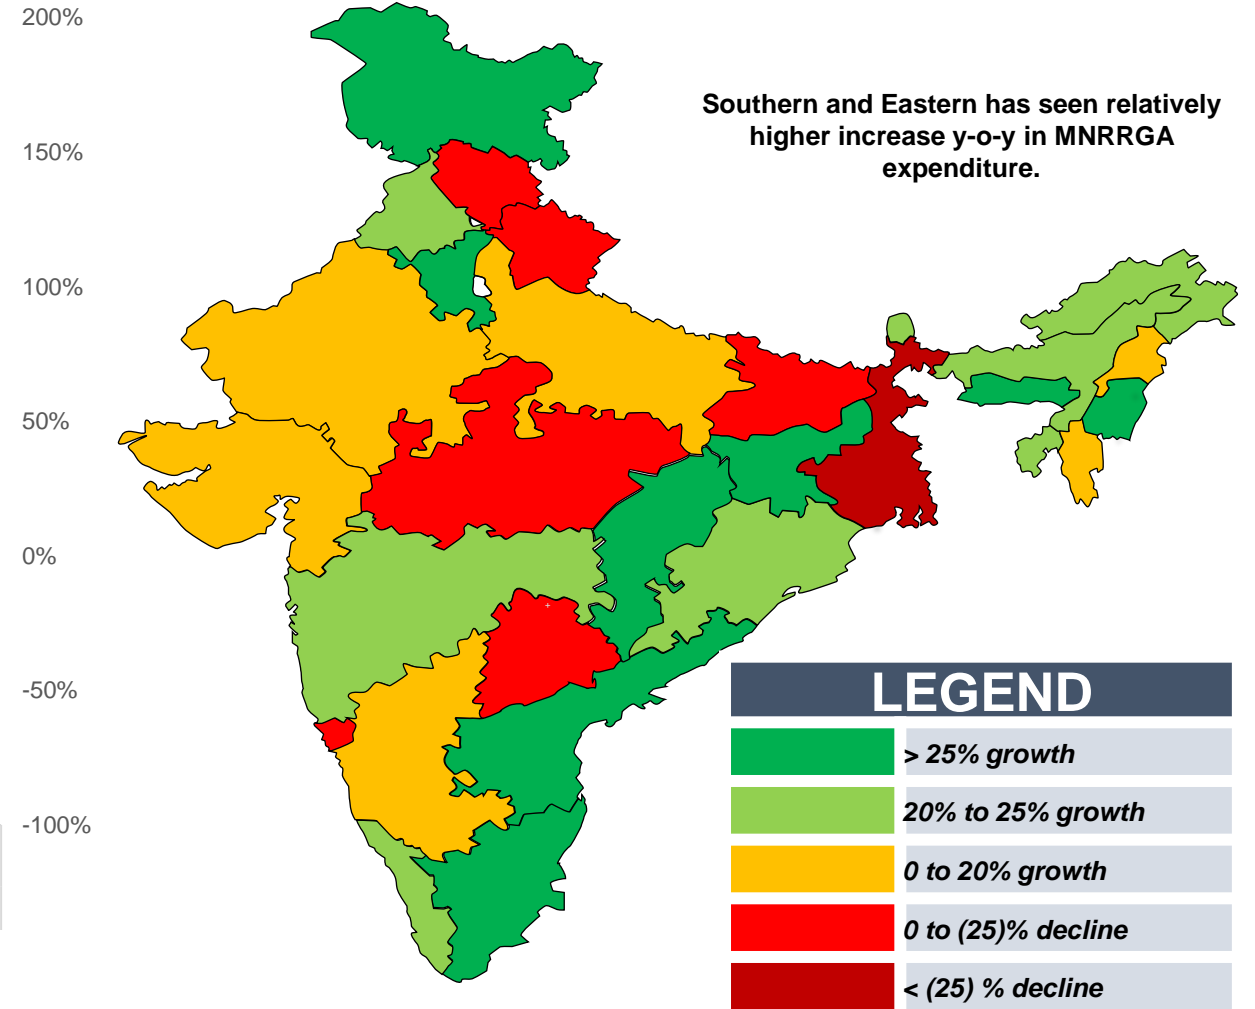 200%
Southern and Eastern has seen relatively
higher increase y-o-y in MNRRGA
expenditure.
150%
100%
50%
0%
-50%
-100%
LEGEND
> 25% growth
20% to 25% growth
0 to 20% growth
0 to (25)% decline
< (25) % decline